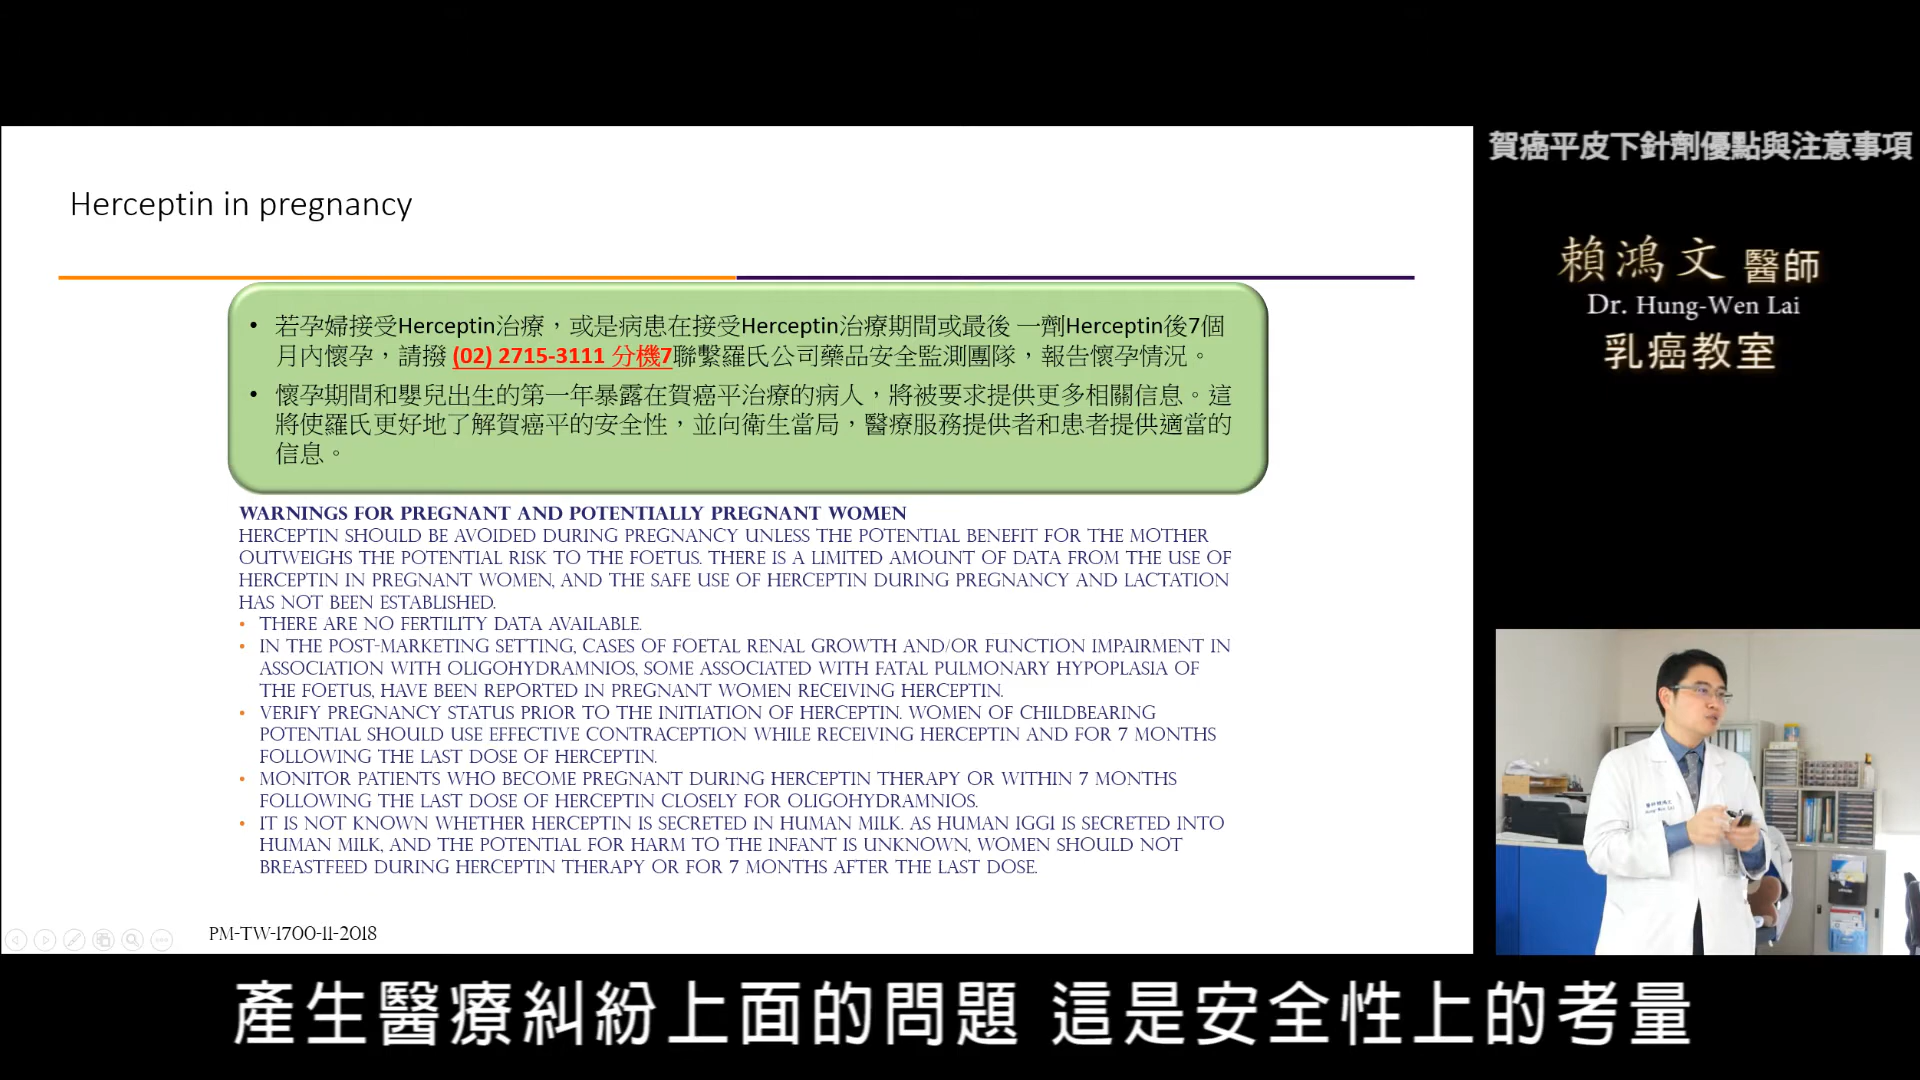 賀癌平皮下針劑優點與注意事項
賴鴻文 醫師
Dr. Hung-Wen Lai
乳癌教室
Herceptin in pregnancy
• 若孕婦接受Herceptin治療，或是病患在接受Herceptin治療期間或最後 一劑Herceptin後7個
月內懷孕，請撥 (02) 2715-3111 分機7聯繫羅氏公司藥品安全監測團隊，報告懷孕情況。
• 懷孕期間和嬰兒出生的第一年暴露在賀癌平治療的病人，將被要求提供更多相關信息。這
將使羅氏更好地了解賀癌平的安全性，並向衛生當局，醫療服務提供者和患者提供適當的
信息。
WARNINGS FOR PREGNANT AND POTENTIALLY PREGNANT WOMEN
HERCEPTIN SHOULD BE AVOIDED DURING PREGNANCY UNLESS THE POTENTIAL BENEFIT FOR THE MOTHER
OUTWEIGHS THE POTENTIAL RISK TO THE FOETUS. THERE IS A LIMITED AMOUNT OF DATA FROM THE USE OF
HERCEPTIN IN PREGNANT WOMEN, AND THE SAFE USE OF HERCEPTIN DURING PREGNANCY AND LACTATION
HAS NOT BEEN ESTABLISHED.
• THERE ARE NO FERTILITY DATA AVAILABLE.
• IN THE POST-MARKETING SETTING, CASES OF FOETAL RENAL GROWTH AND/OR FUNCTION IMPAIRMENT IN
ASSOCIATION WITH OLIGOHYDRAMNIOS, SOME ASSOCIATED WITH FATAL PULMONARY HYPOPLASIA OF
THE FOETUS, HAVE BEEN REPORTED IN PREGNANT WOMEN RECEIVING HERCEPTIN.
• VERIFY PREGNANCY STATUS PRIOR TO THE INITIATION OF HERCEPTIN. WOMEN OF CHILDBEARING
POTENTIAL SHOULD USE EFFECTIVE CONTRACEPTION WHILE RECEIVING HERCEPTIN AND FOR 7 MONTHS
FOLLOWING THE LAST DOSE OF HERCEPTIN.
• MONITOR PATIENTS WHO BECOME PREGNANT DURING HERCEPTIN THERAPY OR WITHIN 7 MONTHS
FOLLOWING THE LAST DOSE OF HERCEPTIN CLOSELY FOR OLIGOHYDRAMNIOS.
• IT IS NOT KNOWN WHETHER HERCEPTIN IS SECRETED IN HUMAN MILK. AS HUMAN IGG1 IS SECRETED INTO
HUMAN MILK, AND THE POTENTIAL FOR HARM TO THE INFANT IS UNKNOWN, WOMEN SHOULD NOT
BREASTFEED DURING HERCEPTIN THERAPY OR FOR 7 MONTHS AFTER THE LAST DOSE.
PM-TW-1700-11-2018
產生醫療糾紛上面的問題 這是安全性上的考量